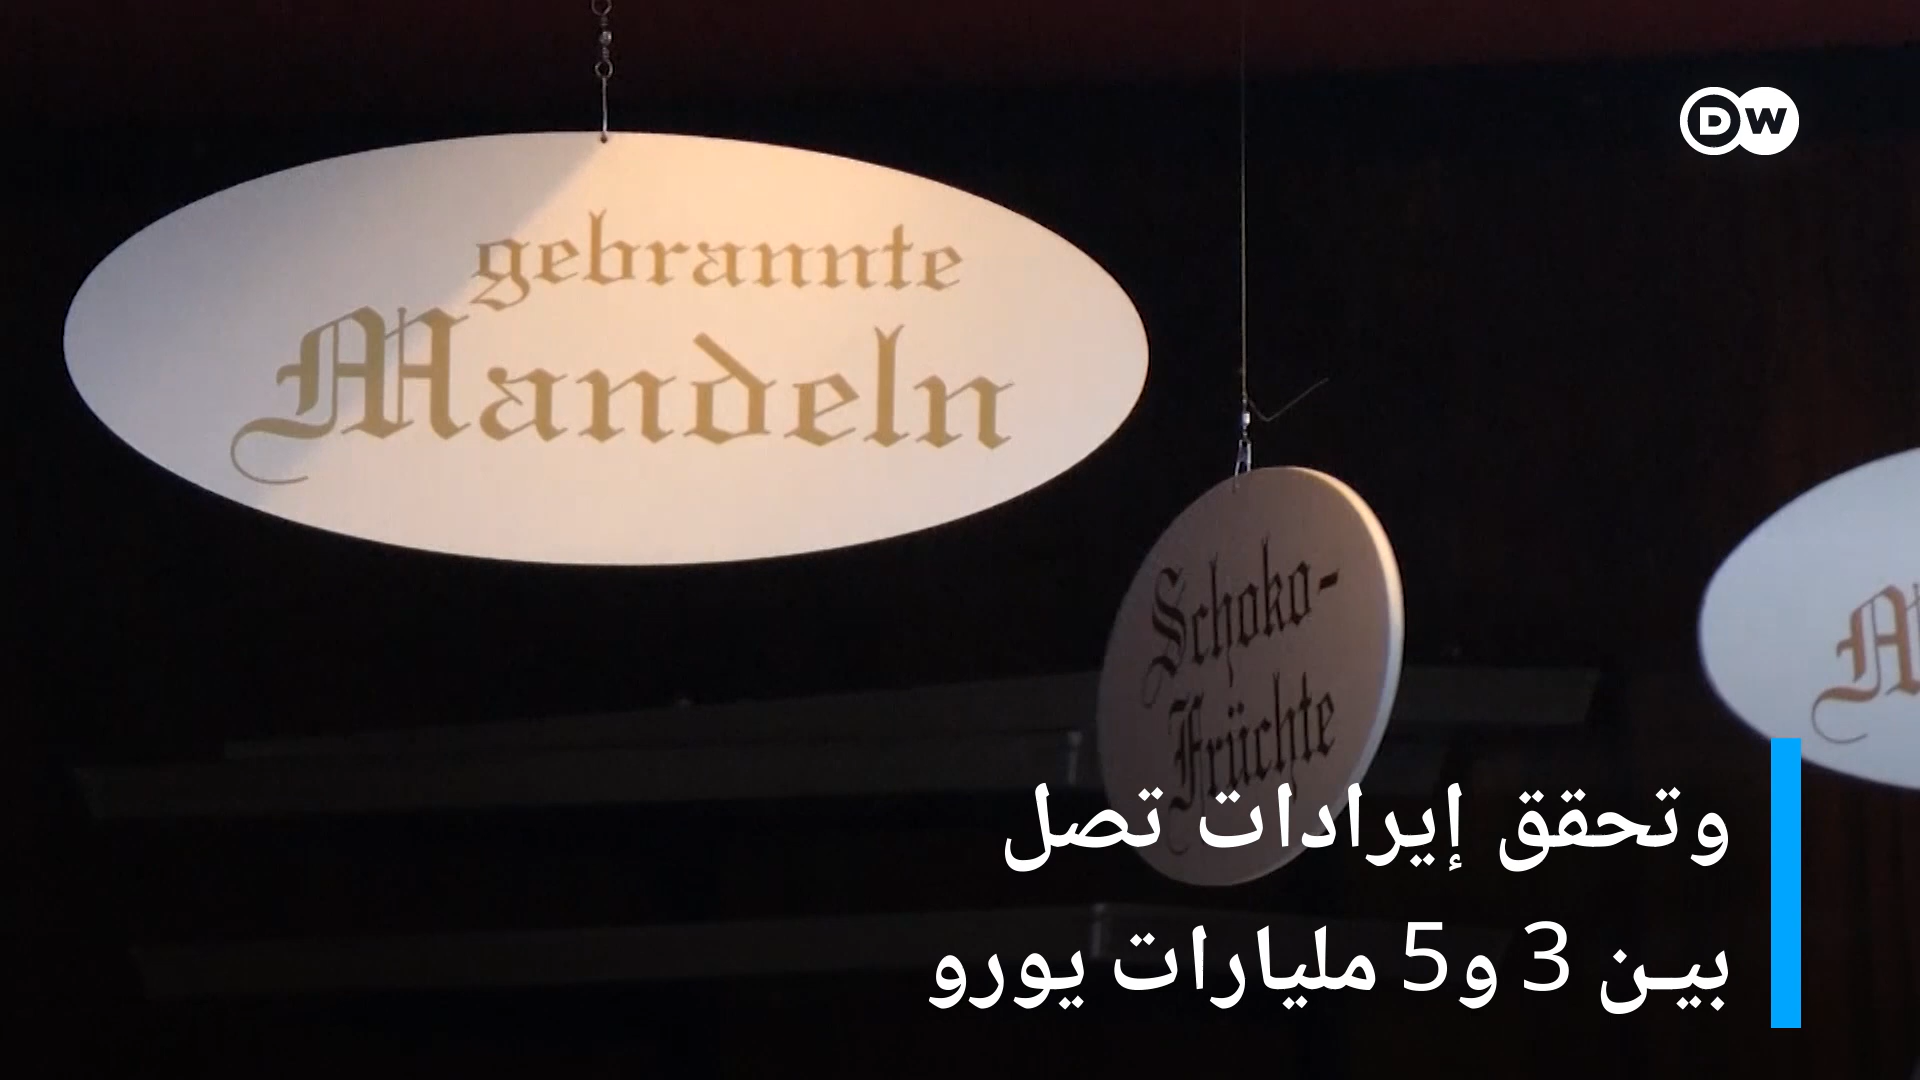 DW
gebrannte
Mandeln
Schoko-
Früchte
M
وتحقق إيرادات تصل
بين 3 و5 مليارات يورو